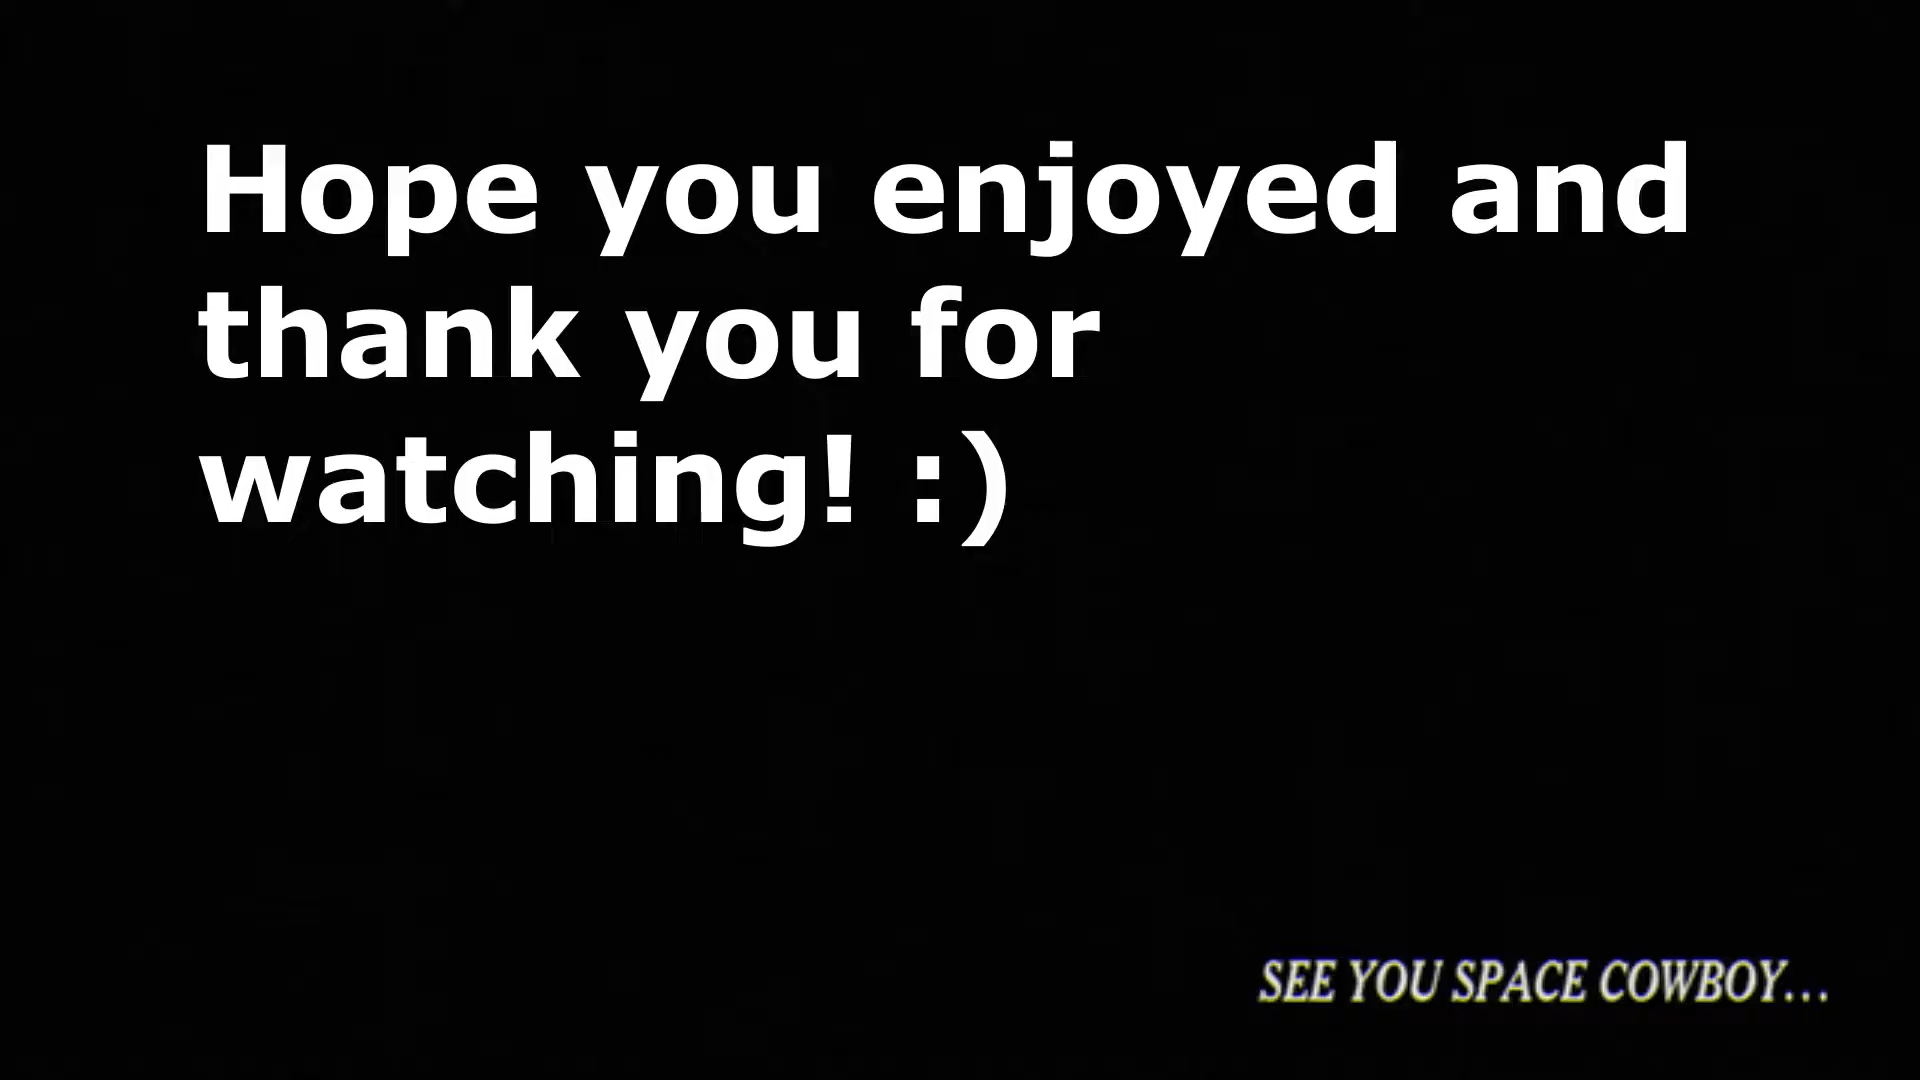 Hope you enjoyed and
thank you for
watching! :)
SEE YOU SPACE COWBOY...